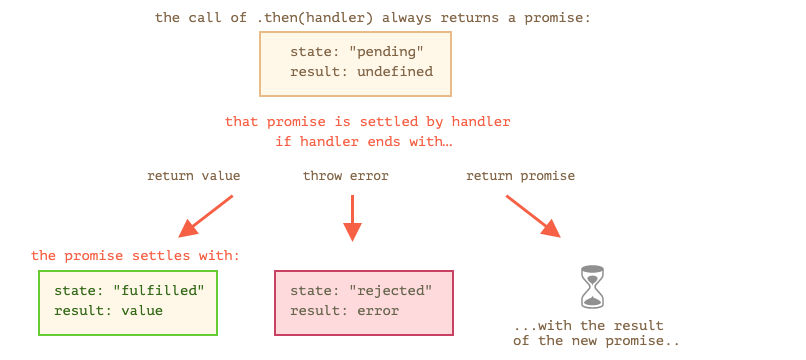 the call of .then(handler) always returns a promise:
state: "pending"
result: undefined
that promise is settled by handler
if handler ends with…
return value
throw error
return promise
the promise settles with:
state: "fulfilled"
result: value
state: "rejected"
result: error
...with the result
of the new promise..